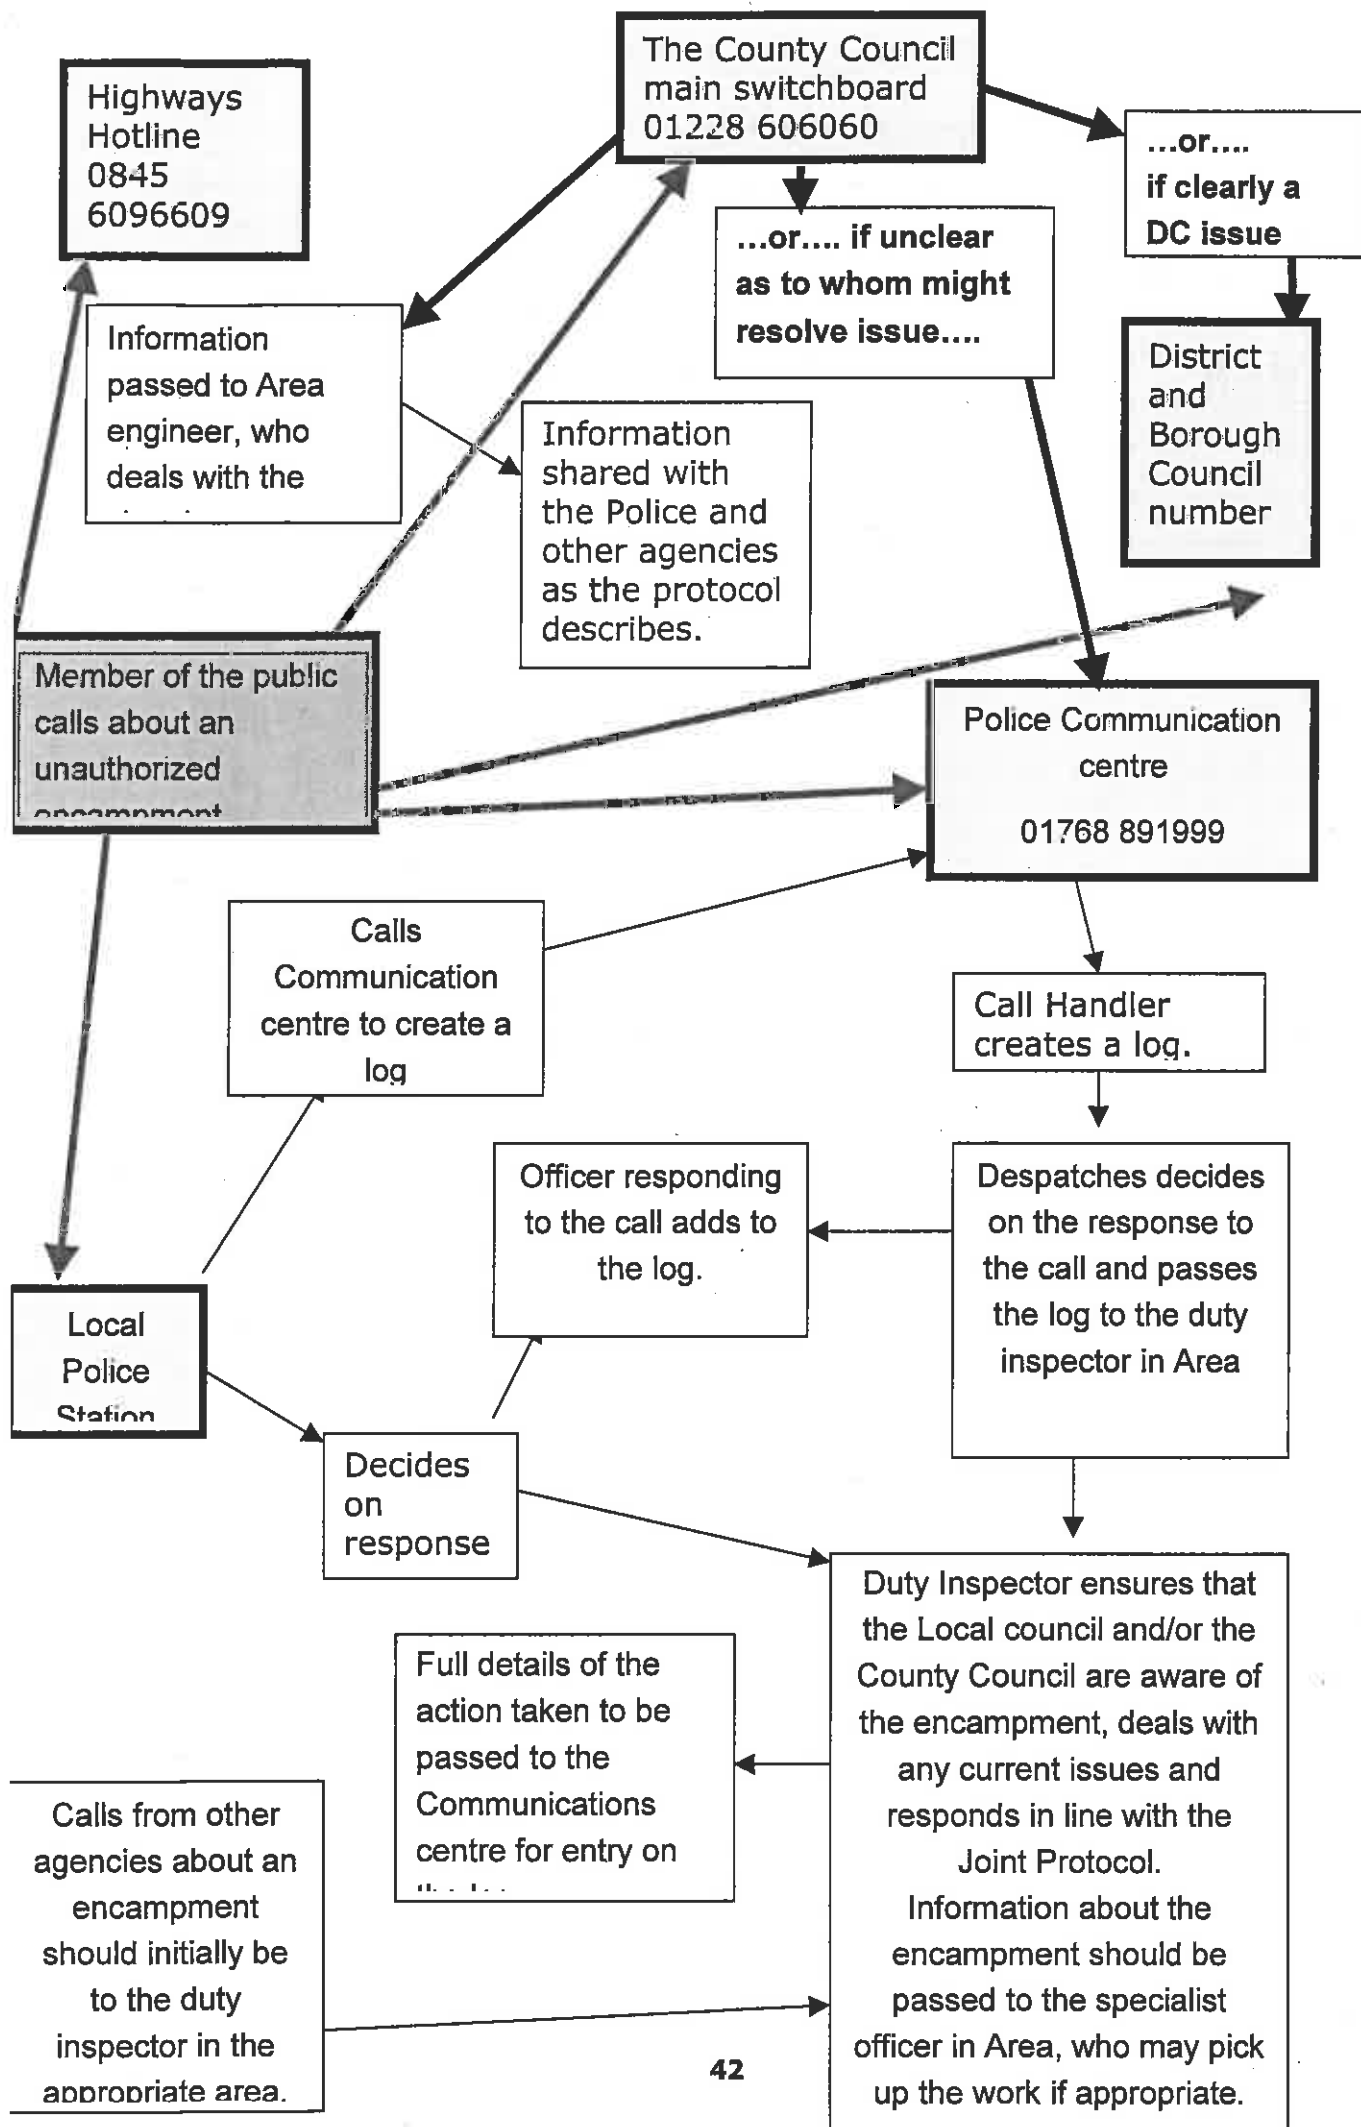 The County Council
main switchboard
01228 606060
Highways
Hotline
0845
6096609
...or....
if clearly a
DC issue
...or.... if unclear
as to whom might
resolve issue....
Information
passed to Area
engineer, who
deals with the
District
and
Borough
Council
number
Information
shared with
the Police and
other agencies
as the protocol
describes.
Member of the public
calls about an
unauthorized
encampment
Police Communication
centre
01768 891999
Calls
Communication
centre to create a
log
Call Handler
creates a log.
Officer responding
to the call adds to
the log.
Despatches decides
on the response to
the call and passes
the log to the duty
inspector in Area
Local
Police
Station
Decides
on
response
Duty Inspector ensures that
the Local council and/or the
County Council are aware of
the encampment, deals with
any current issues and
responds in line with the
Joint Protocol.
Information about the
encampment should be
passed to the specialist
officer in Area, who may pick
up the work if appropriate.
Full details of the
action taken to be
passed to the
Communications
centre for entry on
Calls from other
agencies about an
encampment
should initially be
to the duty
inspector in the
appropriate area.
42